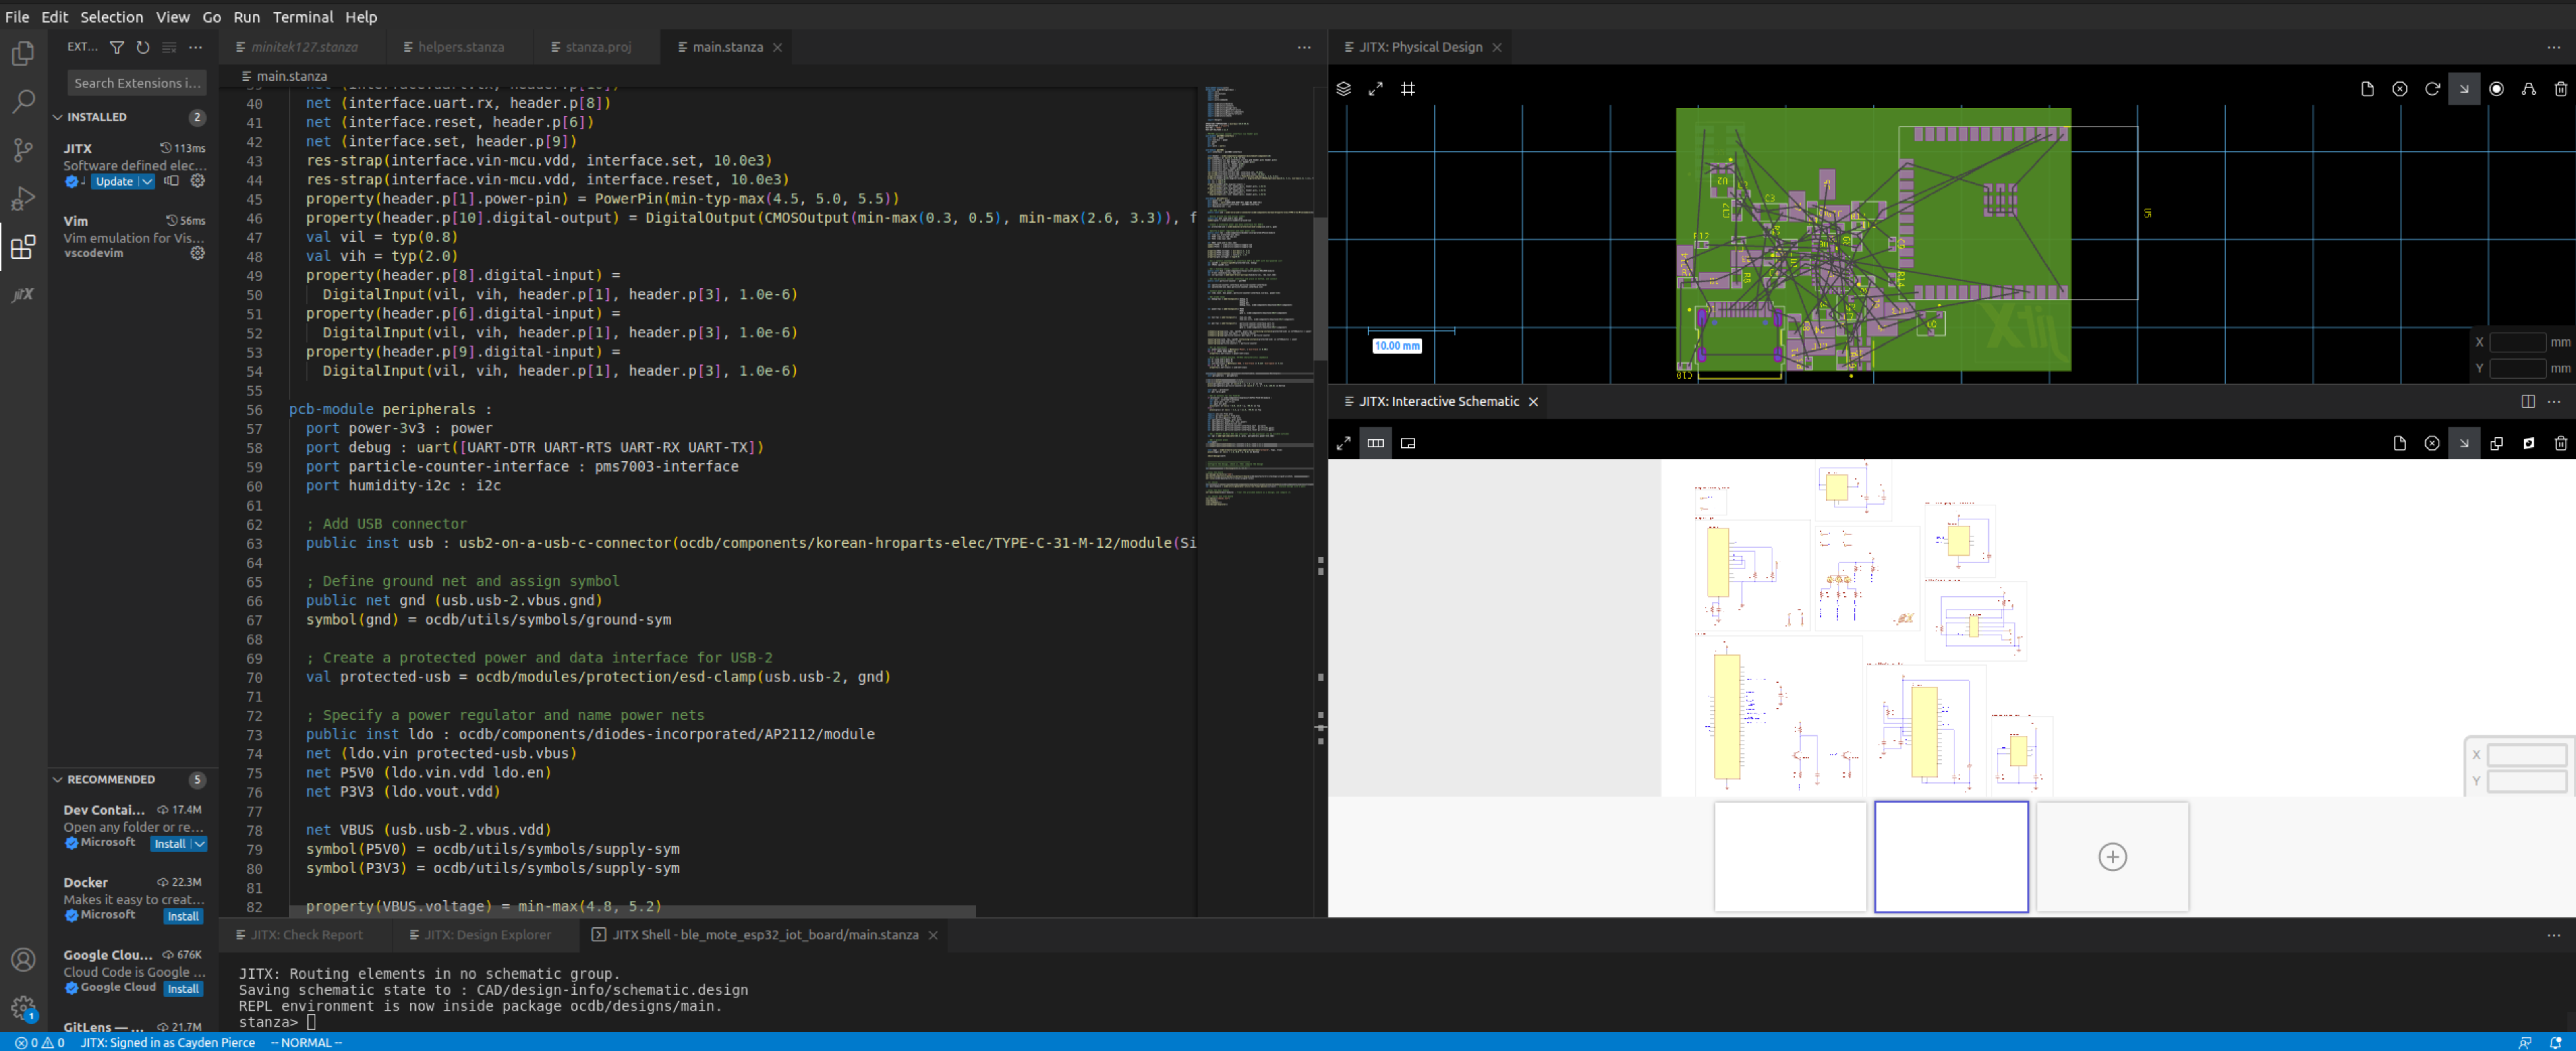 File Edit Selection View Go Run Terminal Help
EXT...
minitek127.stanza
helpers.stanza
stanza.proj
main.stanza
JITX: Physical Design
Search Extensions i...
main.stanza
INSTALLED 2
JITX 113ms
Software defined elec...
Update
Vim 56ms
Vim emulation for Vis...
vscodevim
40 net (interface.uart.rx, header.p[8])
41 net (interface.reset, header.p[6])
42 net (interface.set, header.p[9])
43 res-strap(interface.vin-mcu.vdd, interface.set, 10.0e3)
44 res-strap(interface.vin-mcu.vdd, interface.reset, 10.0e3)
45 property(header.p[1].power-pin) = PowerPin(min-typ-max(4.5, 5.0, 5.5))
46 property(header.p[10].digital-output) = DigitalOutput(CMOSOutput(min-max(0.3, 0.5), min-max(2.6, 3.3)), f
47 val vil = typ(0.8)
48 val vih = typ(2.0)
49 property(header.p[8].digital-input) =
50 DigitalInput(vil, vih, header.p[1], header.p[3], 1.0e-6)
51 property(header.p[6].digital-input) =
52 DigitalInput(vil, vih, header.p[1], header.p[3], 1.0e-6)
53 property(header.p[9].digital-input) =
54 DigitalInput(vil, vih, header.p[1], header.p[3], 1.0e-6)
55
56 pcb-module peripherals :
57 port power-3v3 : power
58 port debug : uart([UART-DTR UART-RTS UART-RX UART-TX])
59 port particle-counter-interface : pms7003-interface
60 port humidity-i2c : i2c
61
62 ; Add USB connector
63 public inst usb : usb2-on-a-usb-c-connector(ocdb/components/korean-hroparts-elec/TYPE-C-31-M-12/module(Si
64
65 ; Define ground net and assign symbol
66 public net gnd (usb.usb-2.vbus.gnd)
67 symbol(gnd) = ocdb/utils/symbols/ground-sym
68
69 ; Create a protected power and data interface for USB-2
70 val protected-usb = ocdb/modules/protection/esd-clamp(usb.usb-2, gnd)
71
72 ; Specify a power regulator and name power nets
73 public inst ldo : ocdb/components/diodes-incorporated/AP2112/module
74 net (ldo.vin protected-usb.vbus)
75 net P5V0 (ldo.vin.vdd ldo.en)
76 net P3V3 (ldo.vout.vdd)
77
78 net VBUS (usb.usb-2.vbus.vdd)
79 symbol(P5V0) = ocdb/utils/symbols/supply-sym
80 symbol(P3V3) = ocdb/utils/symbols/supply-sym
81
82 property(VBUS.voltage) = min-max(4.8, 5.2)
10.00 mm
X mm
Y mm
JITX: Interactive Schematic
X
Y
RECOMMENDED 5
Dev Contai... 17.4M
Open any folder or re...
Microsoft Install
Docker 22.3M
Makes it easy to creat...
Microsoft Install
Google Clou... 676K
Cloud Code is Google ...
Google Cloud Install
GitLens — ... 21.7M
JITX: Check Report
JITX: Design Explorer
JITX Shell - ble_mote_esp32_iot_board/main.stanza
JITX: Routing elements in no schematic group.
Saving schematic state to : CAD/design-info/schematic.design
REPL environment is now inside package ocdb/designs/main.
stanza>
0 0 JITX: Signed in as Cayden Pierce -- NORMAL --